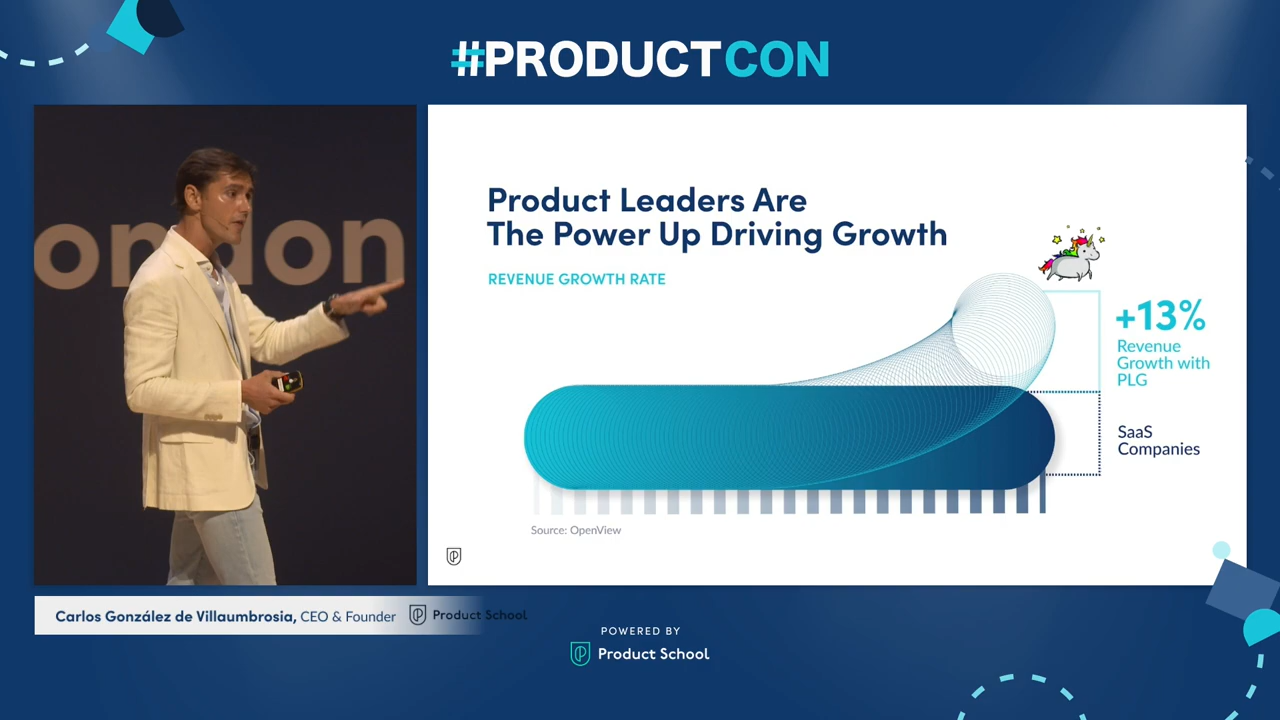 #PRODUCTCON
ondon
Product Leaders Are
The Power Up Driving Growth
REVENUE GROWTH RATE
+13%
Revenue
Growth with
PLG
SaaS
Companies
Source: OpenView
Carlos González de Villaumbrosia, CEO & Founder Product School
POWERED BY
Product School